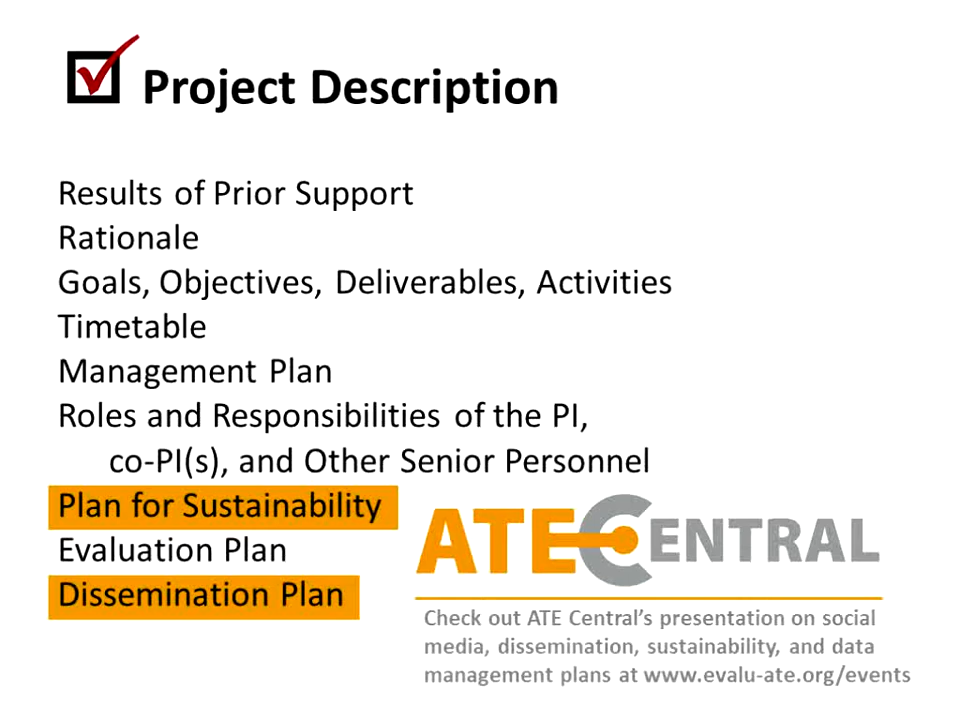 Project Description
Results of Prior Support
Rationale
Goals, Objectives, Deliverables, Activities
Timetable
Management Plan
Roles and Responsibilities of the PI,
co-PI(s), and Other Senior Personnel
Plan for Sustainability
Evaluation Plan
Dissemination Plan
ATE CENTRAL
Check out ATE Central's presentation on social
media, dissemination, sustainability, and data
management plans at www.evalu-ate.org/events